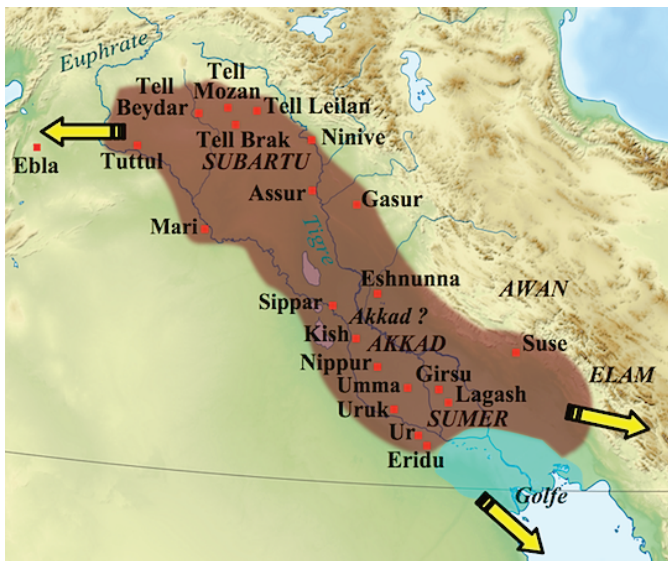 Euphrate
Tell
Mozan
Tell
Beydar
Tell Leilan
Tell Brak
Ninive
Ebla
Tuttul
SUBARTU
Assur
Gasur
Mari
Tigre
Eshnunna
AWAN
Sippar
Akkad ?
Kish
AKKAD
Suse
Nippur
ELAM
Umma
Girsu
Lagash
Uruk
SUMER
Ur
Eridu
Golfe